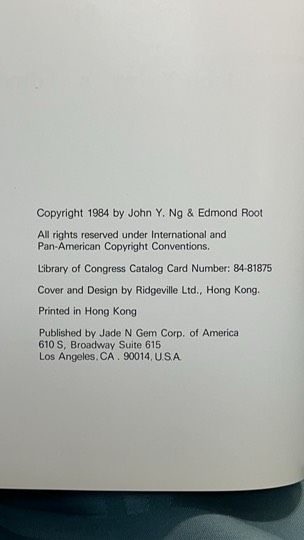 Copyright 1984 by John Y. Ng & Edmond Root
All rights reserved under International and
Pan-American Copyright Conventions.
Library of Congress Catalog Card Number: 84-81875
Cover and Design by Ridgeville Ltd., Hong Kong.
Printed in Hong Kong
Published by Jade N Gem Corp. of America
610 S, Broadway Suite 615
Los Angeles. CA . 90014, U.S.A.